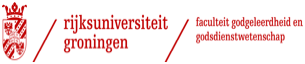 rijksuniversiteit
groningen
faculteit godgeleerdheid en
godsdienstwetenschap